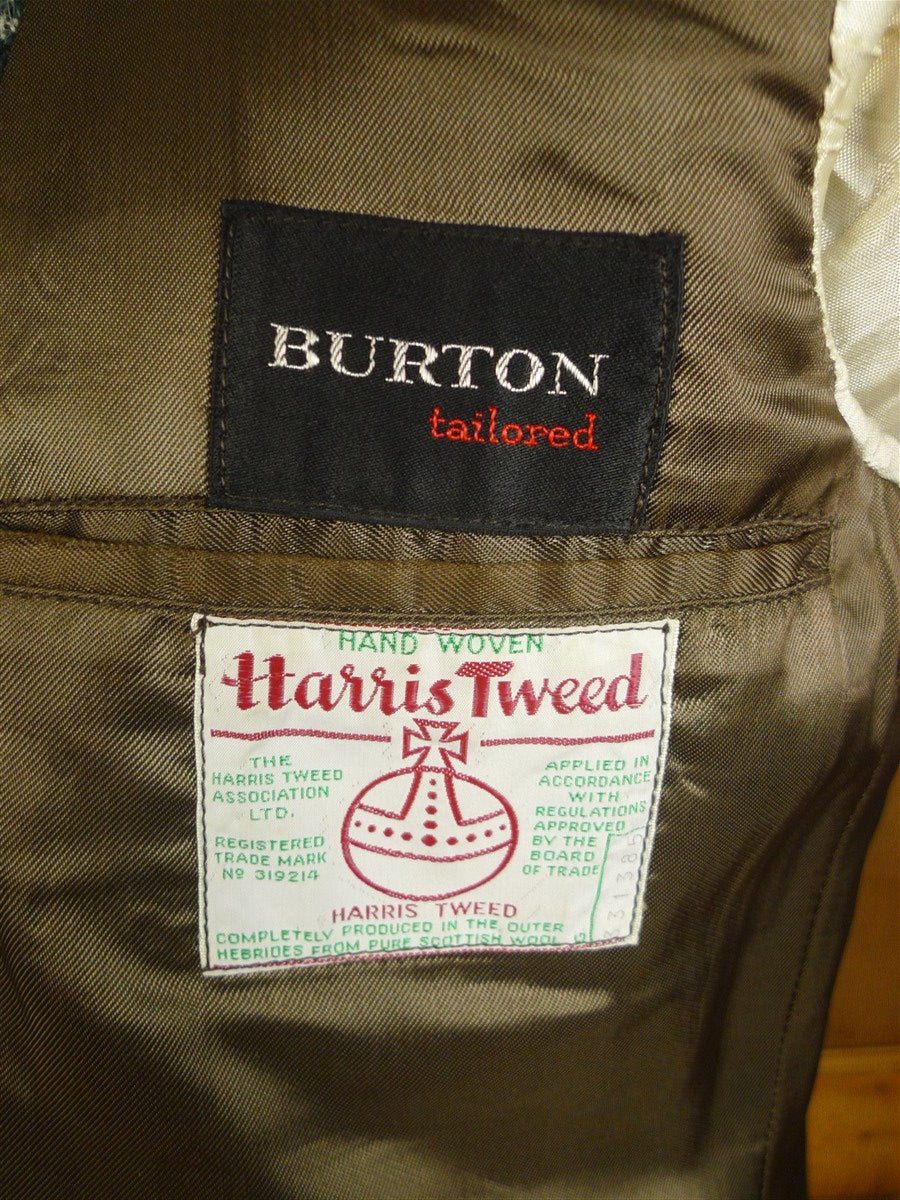 BURTON
tailored
HAND WOVEN
Harris Tweed
THE
HARRIS TWEED
ASSOCIATION
LTD.
REGISTERED
TRADE MARK
Nº 319214
APPLIED IN
ACCORDANCE
WITH
REGULATIONS
APPROVED
BY THE
BOARD
OF TRADE
HARRIS TWEED
COMPLETELY PRODUCED IN THE OUTER
HEBRIDES FROM PURE SCOTTISH WOOL